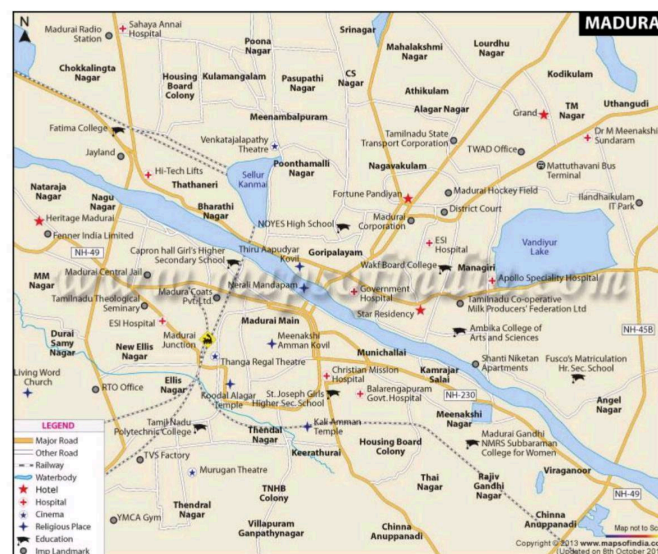 MADURA
N
Madurai Radio
Station
Sahaya Annai
Hospital
Srinagar
Lourdhu
Nagar
Mahalakshmi
Nagar
Poona
Nagar
Chokkalingta
Nagar
Housing
Board
Colony
Kulamangalam
Pasupathi
Nagar
CS
Nagar
Kodikulam
Athikulam
Alagar Nagar
TM
Nagar
Uthangudi
Grand
Meenambalpuram
Fatima College
Venkatajalapathy
Theatre
Tamilnadu State
Transport Corporation
Dr M Meenakshi
Sundaram
TWAD Office
Jayland
Poonthamalli
Nagar
Nagavakulam
Mattuthavani Bus
Terminal
Hi-Tech Lifts
Thathaneri
Sellur
Kanmai
Nataraja
Nagar
Nagu
Nagar
Fortune Pandiyan
Madurai Hockey Field
Ilandhaikulam
IT Park
Bharathi
Nagar
District Court
Heritage Madurai
NOYES High School
Madurai
Corporation
Fenner India Limited
Vandiyur
Lake
NH-49
Thiru Aapudyar
Kovil
Goripalayam
ESI
Hospital
Capron hall Girl's Higher
Secondary School
Wakf Board College
Managiri
MM
Nagar
Madurai Central Jail
Nerali Mandapam
Government
Hospital
Apollo Speciality Hospital
www.mapsofindia.com
Tamilnadu Theological
Seminary
Madura Coats
Pvt. Ltd.
Star Residency
Tamilnadu Co-operative
Milk Producers' Federation Ltd
ESI Hospital
Madurai Main
NH-45B
Durai
Samy
Nagar
Madurai
Junction
Meenakshi
Amman Kovil
Ambika College of
Arts and Sciences
New Ellis
Nagar
Munichallai
Thanga Regal Theatre
Shanti Niketan
Apartments
Fusco's Matriculation
Hr. Sec. School
Living Word
Church
Ellis
Nagar
Christian Mission
Hospital
Kamrajar
Salai
RTO Office
Koodal Alagar
Temple
St.Joseph Girls
Higher Sec. School
Balarengapuram
Govt. Hospital
NH-230
Angel
Nagar
LEGEND
Major Road
Other Road
Railway
Waterbody
Hotel
Hospital
Cinema
Religious Place
Education
Imp Landmark
Tamil Nadu
Polytechnic College
Thendal
Nagar
Kali Amman
Temple
Meenakshi
Nagar
Madurai Gandhi
NMRS Subbaraman
College for Women
Keerathurai
Housing Board
Colony
TVS Factory
Viraganoor
Murugan Theatre
Thai
Nagar
Rajiv
Gandhi
Nagar
TNHB
Colony
NH-49
Thendral
Nagar
YMCA Gym
Villapuram
Ganpathynagar
Chinna
Anuppanadi
Chinna
Anuppanadi
Map not to Sc
Copyright © 2013 www.mapsofindia.c
(Updated on 8th October 20